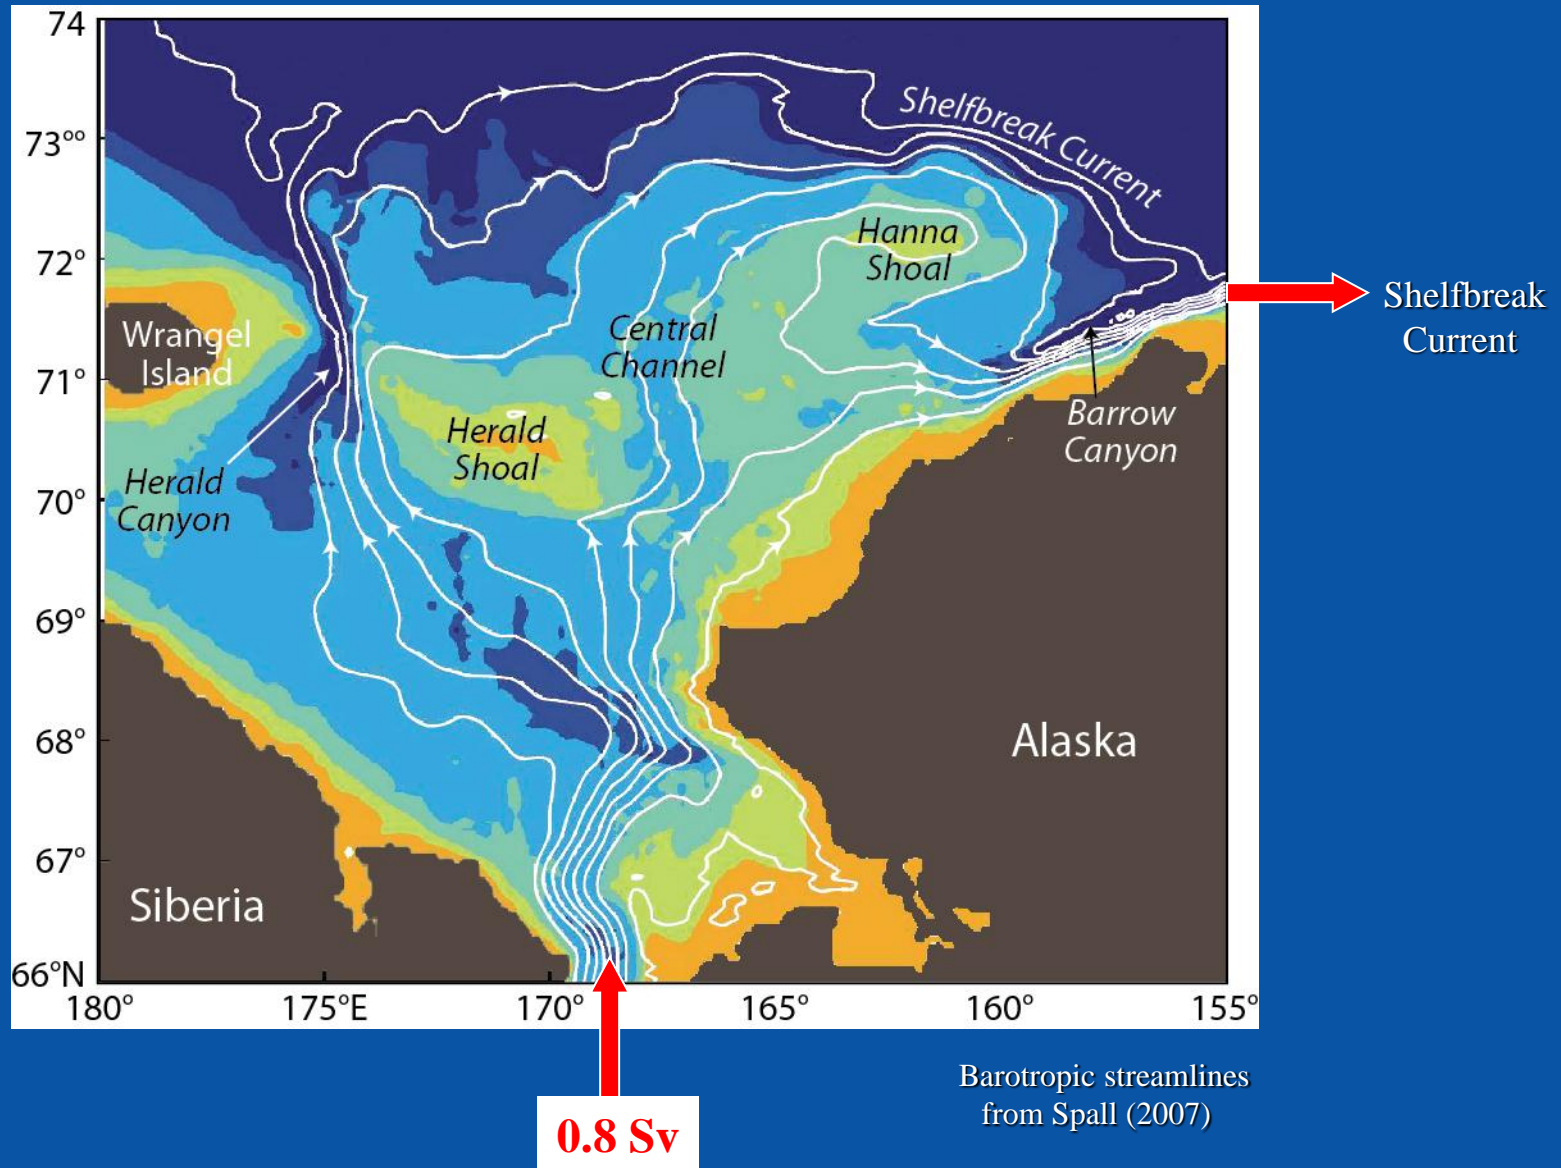 74
73°°
72°
71°
70°
69°
68°
67°
66°N
180°
175°E
170°
165°
160°
155°
Shelfbreak Current
Hanna
Shoal
Wrangel
Island
Central
Channel
Herald
Shoal
Barrow
Canyon
Herald
Canyon
Alaska
Siberia
Shelfbreak
Current
Barotropic streamlines
from Spall (2007)
0.8 Sv